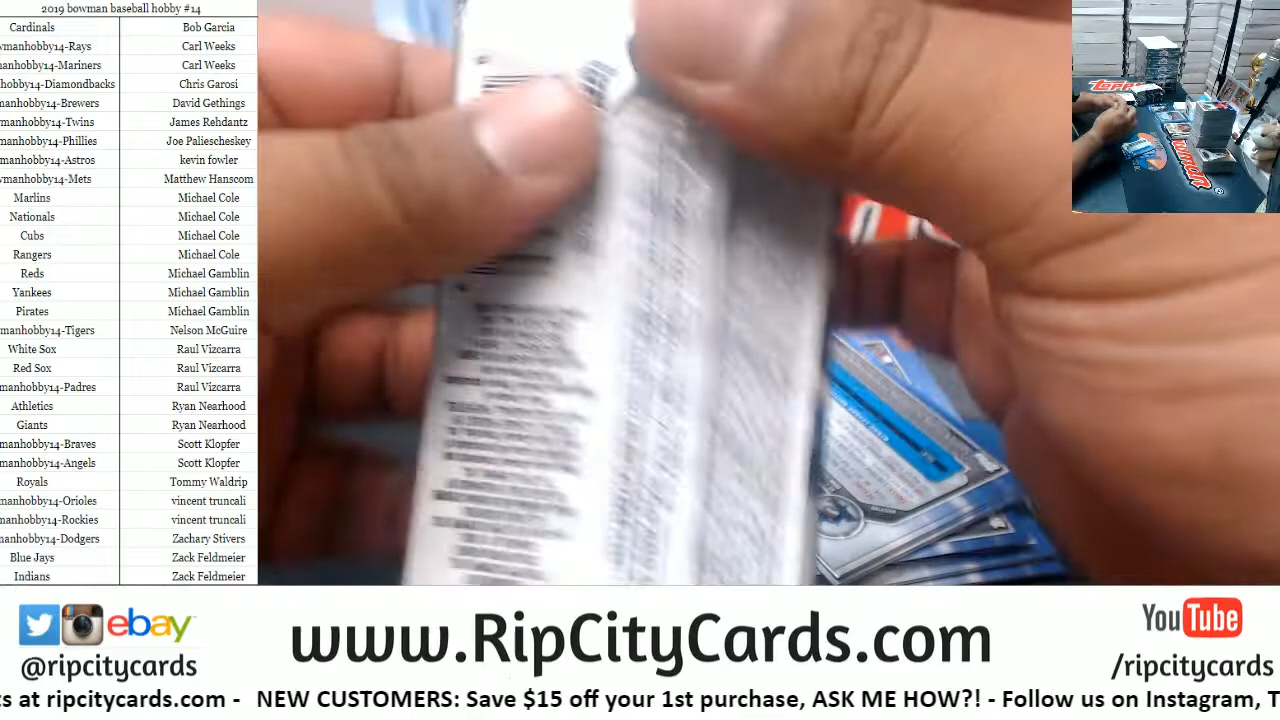 2019 bowman baseball hobby #14
Cardinals Bob Garcia
wmanhobby14-Rays Carl Weeks
manhobby14-Mariners Carl Weeks
hobby14-Diamondbacks Chris Garosi
manhobby14-Brewers David Gethings
manhobby14-Twins James Rehdantz
manhobby14-Phillies Joe Paliescheskey
manhobby14-Astros kevin fowler
wmanhobby14-Mets Matthew Hanscom
Marlins Michael Cole
Nationals Michael Cole
Cubs Michael Cole
Rangers Michael Cole
Reds Michael Gamblin
Yankees Michael Gamblin
Pirates Michael Gamblin
manhobby14-Tigers Nelson McGuire
White Sox Raul Vizcarra
Red Sox Raul Vizcarra
manhobby14-Padres Raul Vizcarra
Athletics Ryan Nearhood
Giants Ryan Nearhood
manhobby14-Braves Scott Klopfer
manhobby14-Angels Scott Klopfer
Royals Tommy Waldrip
manhobby14-Orioles vincent truncali
manhobby14-Rockies vincent truncali
manhobby14-Dodgers Zachary Stivers
Blue Jays Zack Feldmeier
Indians Zack Feldmeier
Topps
ebay
@ripcitycards
www.RipCityCards.com
YouTube
/ripcitycards
ts at ripcitycards.com - NEW CUSTOMERS: Save $15 off your 1st purchase, ASK ME HOW?! - Follow us on Instagram, T